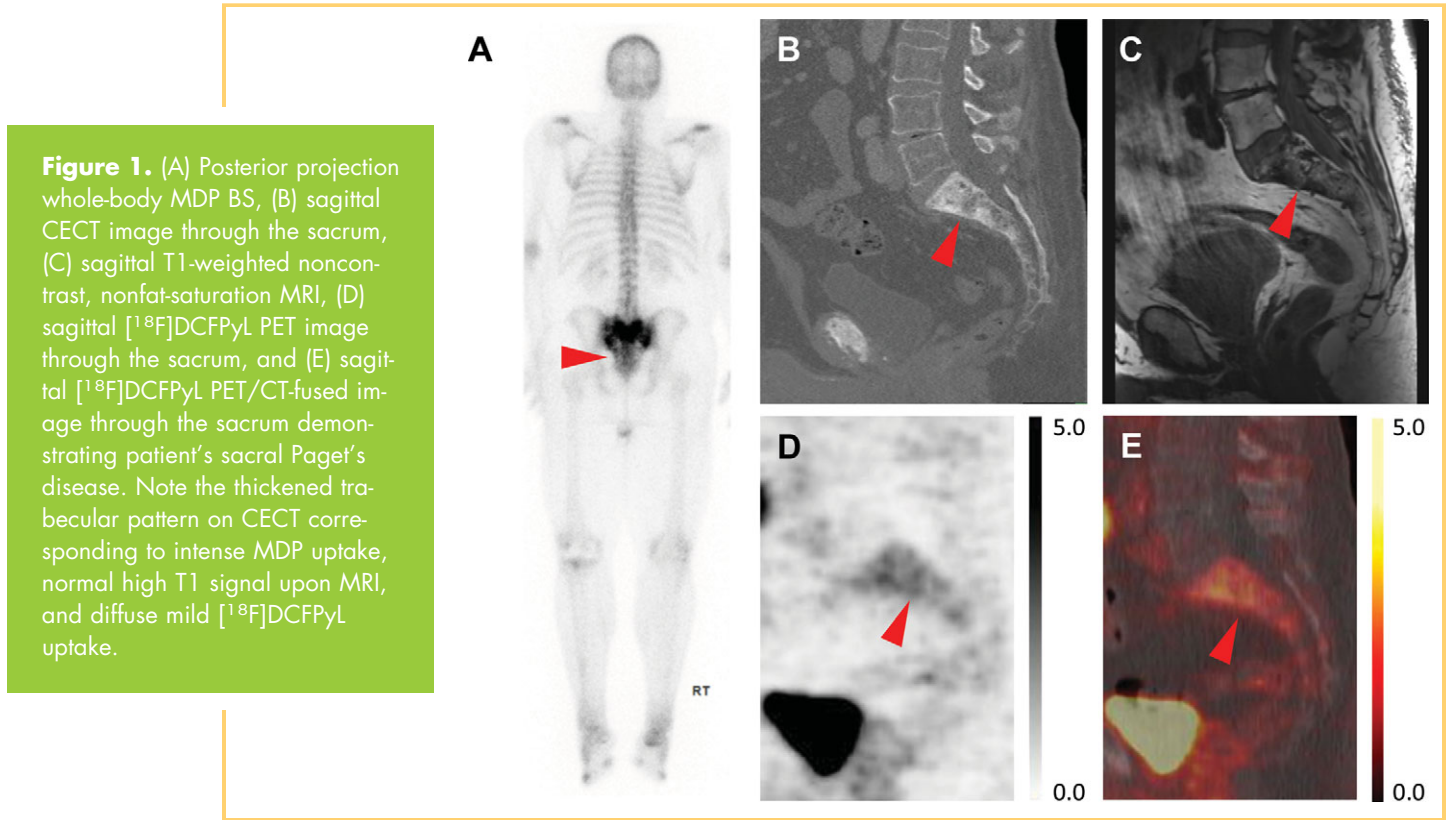 Figure 1. (A) Posterior projection
whole-body MDP BS, (B) sagittal
CECT image through the sacrum,
(C) sagittal T1-weighted noncon-
trast, nonfat-saturation MRI, (D)
sagittal [¹⁸F]DCFPyL PET image
through the sacrum, and (E) sagit-
tal [¹⁸F]DCFPyL PET/CT-fused im-
age through the sacrum demon-
strating patient’s sacral Paget’s
disease. Note the thickened tra-
becular pattern on CECT corre-
sponding to intense MDP uptake,
normal high T1 signal upon MRI,
and diffuse mild [¹⁸F]DCFPyL
uptake.
A
RT
B
C
D
5.0
0.0
E
5.0
0.0